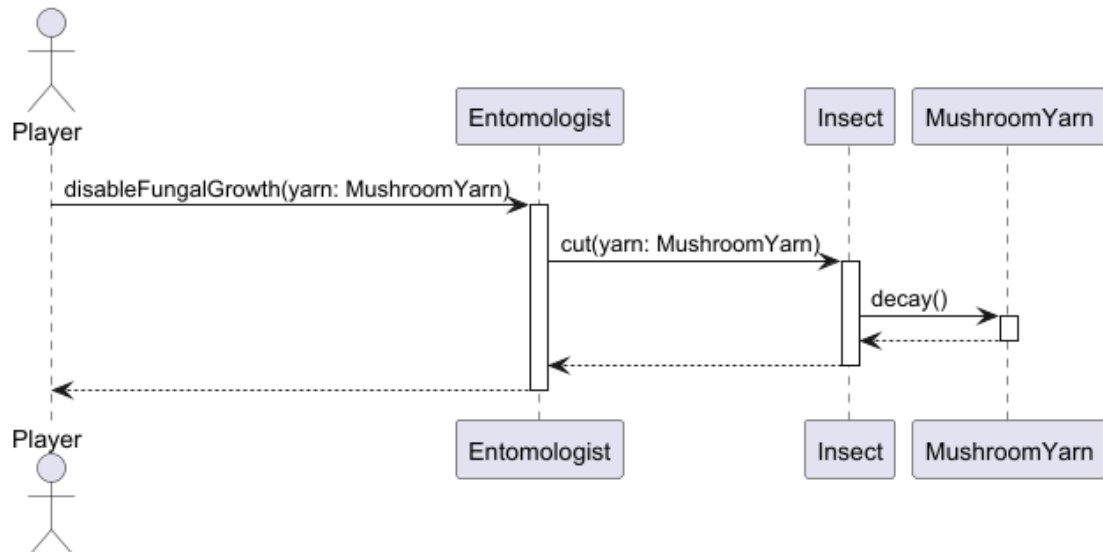 Player
Entomologist
Insect
MushroomYarn
disableFungalGrowth(yarn: MushroomYarn)
cut(yarn: MushroomYarn)
decay()
Player
Entomologist
Insect
MushroomYarn